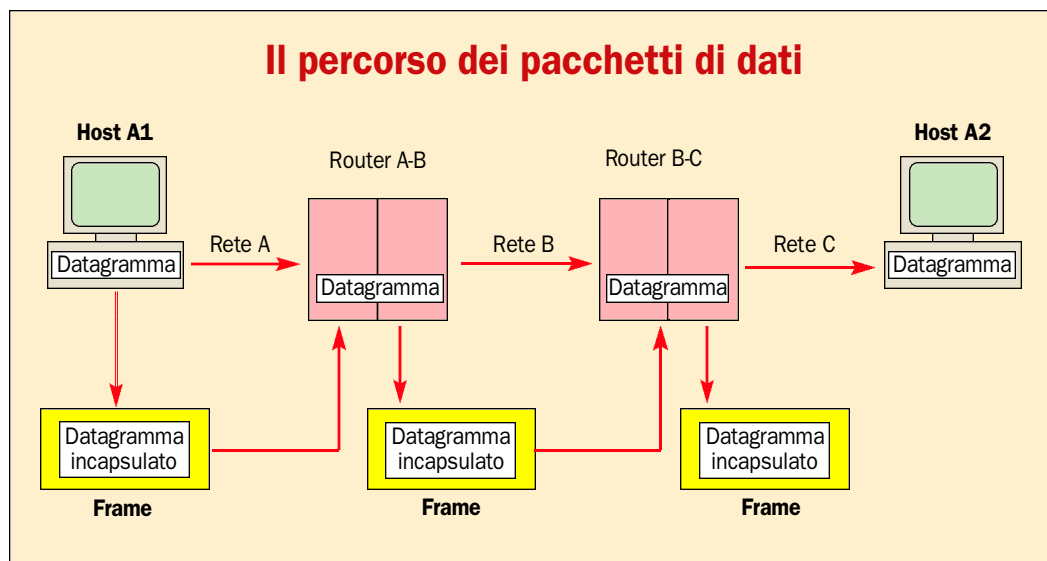 Il percorso dei pacchetti di dati
Host A1
Host A2
Router A-B
Router B-C
Rete A
Rete B
Rete C
Datagramma
Datagramma
Datagramma
Datagramma
Datagramma
incapsulato
Datagramma
incapsulato
Datagramma
incapsulato
Frame
Frame
Frame